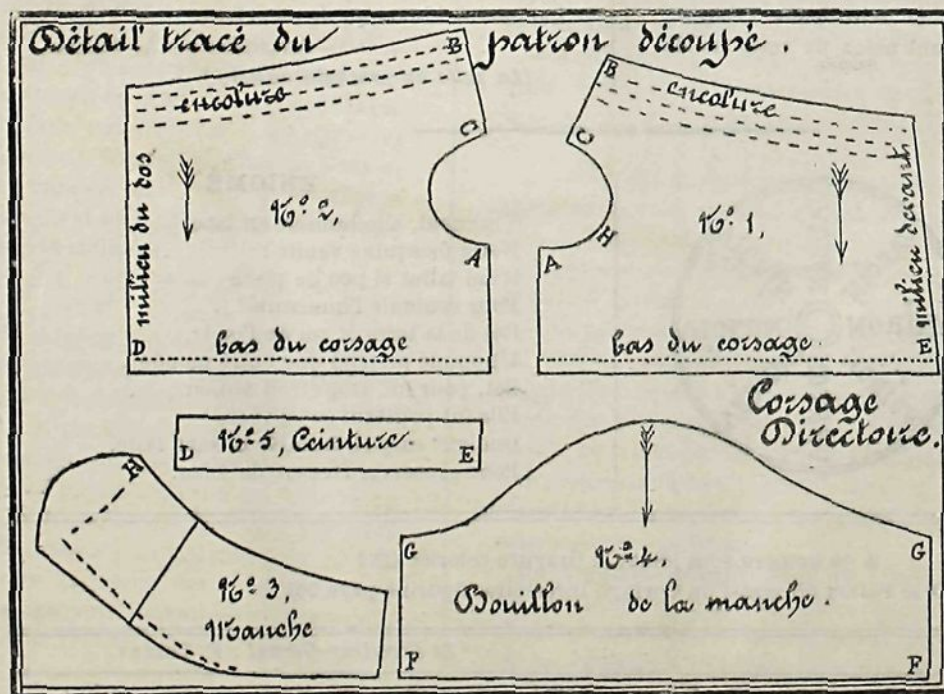 Détail tracé du patron découpé.
B
encolure
C
milieu du dos
N° 2,
A
D
bas du corsage
B
encolure
C
H
N° 1,
A
milieu devant
bas du corsage.
E
Corsage
Directoire.
N° 5, Ceinture.
D
E
H
N° 3,
Manche
G
G
N° 4.
Bouillon de la manche.
F
F